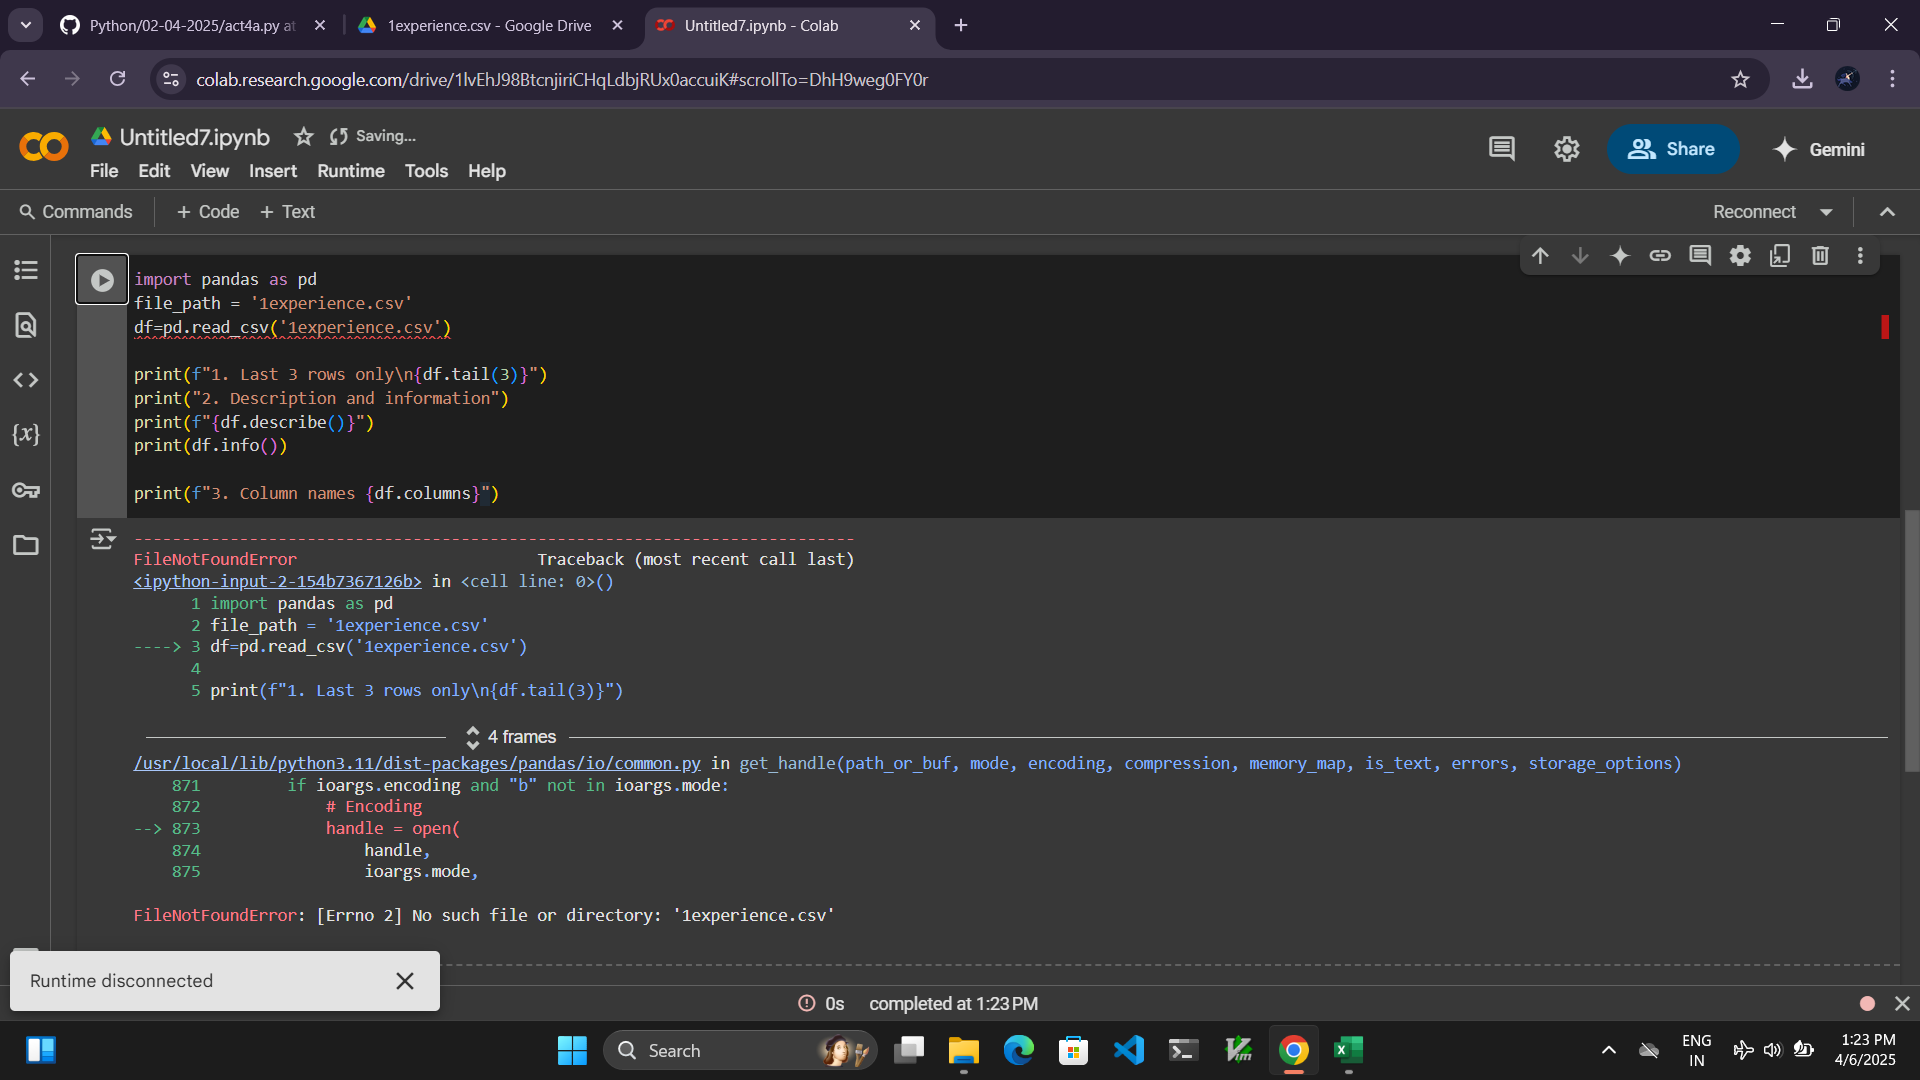 Python/02-04-2025/act4a.py at
1experience.csv - Google Drive
Untitled7.ipynb - Colab
colab.research.google.com/drive/1lvEhJ98BtcnjiriCHqLdbjRUx0accuiK#scrollTo=DhH9weg0FY0r
Untitled7.ipynb
Saving...
File Edit View Insert Runtime Tools Help
Share
Gemini
Commands
+ Code + Text
Reconnect
import pandas as pd
file_path = '1experience.csv'
df=pd.read_csv('1experience.csv')
print(f"1. Last 3 rows only\n{df.tail(3)}")
print("2. Description and information")
print(f"{df.describe()}")
print(df.info())
print(f"3. Column names {df.columns}")
---------------------------------------------------------------------------
FileNotFoundError                         Traceback (most recent call last)
<ipython-input-2-154b7367126b> in <cell line: 0>()
      1 import pandas as pd
      2 file_path = '1experience.csv'
----> 3 df=pd.read_csv('1experience.csv')
      4
      5 print(f"1. Last 3 rows only\n{df.tail(3)}")
4 frames
/usr/local/lib/python3.11/dist-packages/pandas/io/common.py in get_handle(path_or_buf, mode, encoding, compression, memory_map, is_text, errors, storage_options)
    871         if ioargs.encoding and "b" not in ioargs.mode:
    872             # Encoding
--> 873             handle = open(
    874                 handle,
    875                 ioargs.mode,
FileNotFoundError: [Errno 2] No such file or directory: '1experience.csv'
Runtime disconnected
0s completed at 1:23 PM
Search
ENG
IN
1:23 PM
4/6/2025